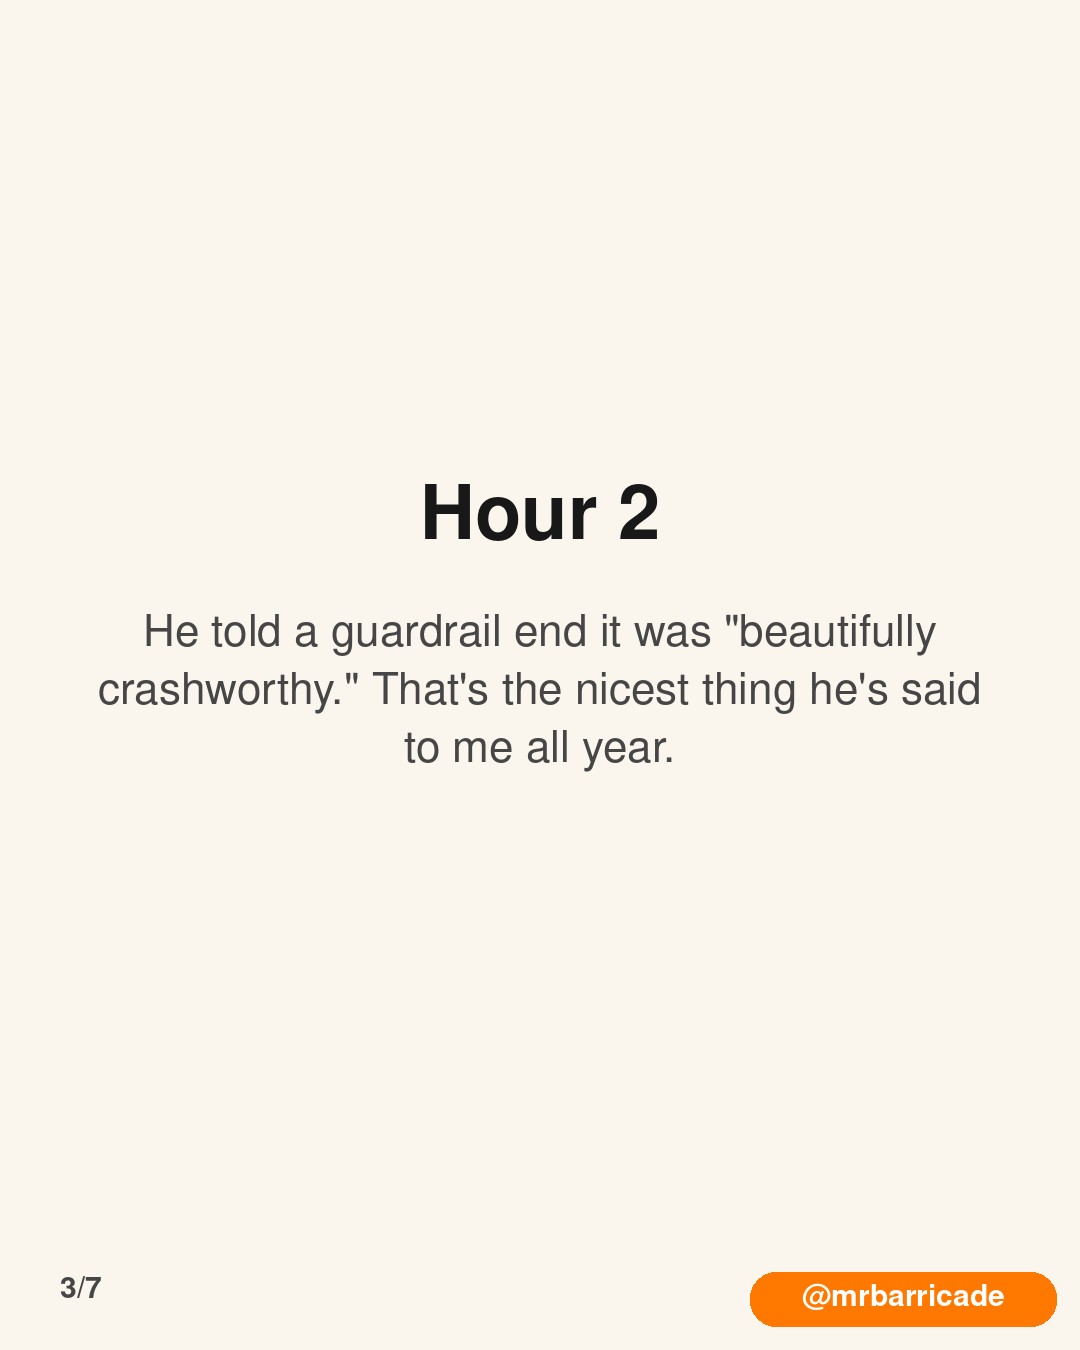 Hour 2
He told a guardrail end it was "beautifully
crashworthy." That's the nicest thing he's said
to me all year.
3/7
@mrbarricade